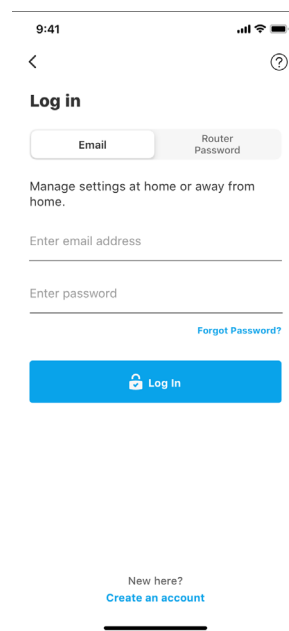 9:41
?
Log in
Email
Router
Password
Manage settings at home or away from
home.
Enter email address
Enter password
Forgot Password?
Log In
New here?
Create an account